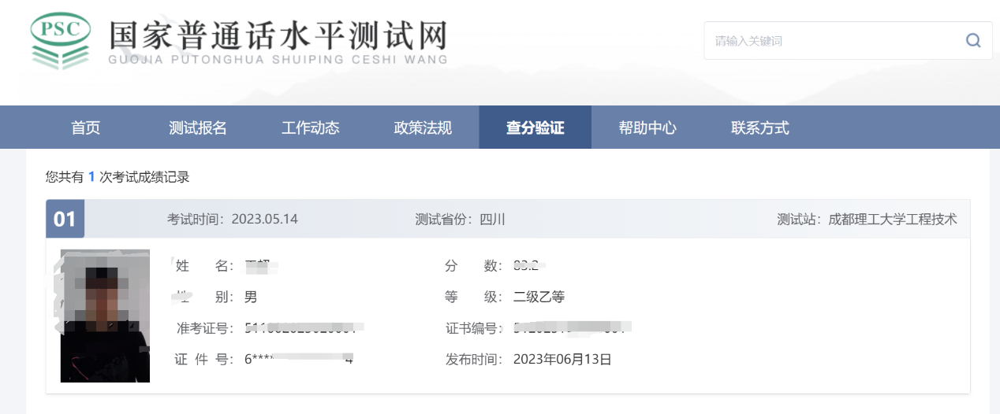 PSC
国家普通话水平测试网
GUOJIA PUTONGHUA SHUIPING CESHI WANG
请输入关键词
首页 测试报名 工作动态 政策法规 查分验证 帮助中心 联系方式
您共有 1 次考试成绩记录
01 考试时间：2023.05.14 测试省份：四川 测试站：成都理工大学工程技术
姓 名： 分 数：
别：男 等 级：二级乙等
准考证号： 证书编号：
证 件 号：6**** 4 发布时间：2023年06月13日